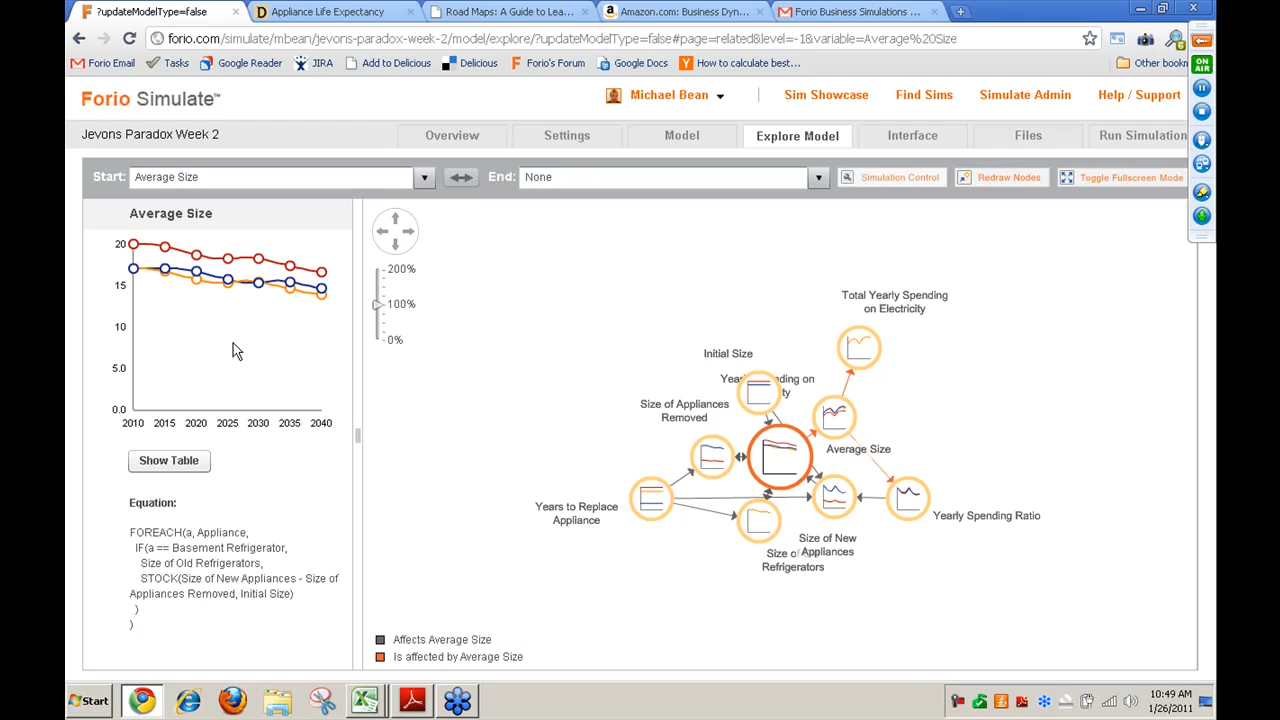 ?updateModelType=false
Appliance Life Expectancy
Road Maps: A Guide to Lea...
Amazon.com: Business Dyn...
Forio Business Simulations ...
forio.com/simulate/mbean/jevons-paradox-week-2/model/explore/?updateModelType=false#page=related&level=-1&variable=Average%20Size
6
Forio Email
Tasks
Google Reader
JIRA
Add to Delicious
Delicious
Forio's Forum
Google Docs
How to calculate best...
Other bookn
ON AIR
Forio Simulate™
Michael Bean
Sim Showcase
Find Sims
Simulate Admin
Help / Support
Jevons Paradox Week 2
Overview
Settings
Model
Explore Model
Interface
Files
Run Simulation
Start:
Average Size
End:
None
Simulation Control
Redraw Nodes
Toggle Fullscreen Mode
Average Size
20
15
10
5.0
0.0
2010 2015 2020 2025 2030 2035 2040
Show Table
Equation:
FOREACH(a, Appliance,
IF(a == Basement Refrigerator,
Size of Old Refrigerators,
STOCK(Size of New Appliances - Size of
Appliances Removed, Initial Size)
)
)
200%
100%
0%
Total Yearly Spending
on Electricity
Initial Size
Size of Appliances
Removed
Average Size
Years to Replace
Appliance
Yearly Spending Ratio
Size of New
Appliances
Size of
Refrigerators
Affects Average Size
Is affected by Average Size
Start
10:49 AM
1/26/2011